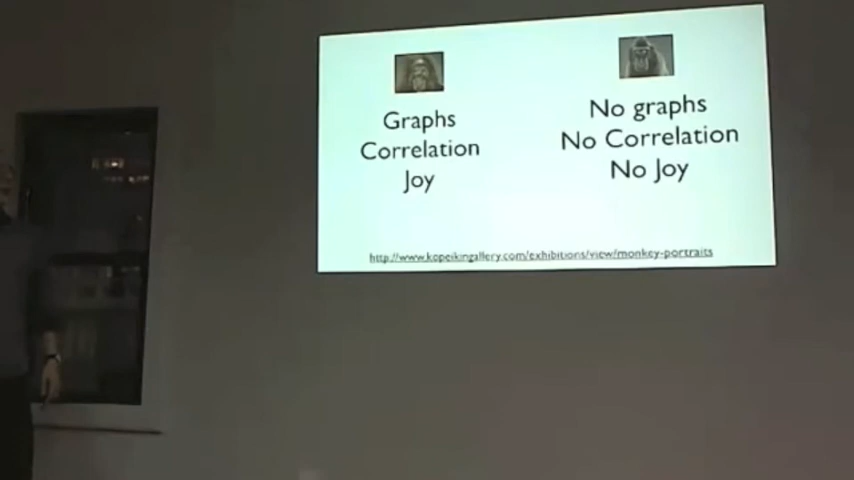 Graphs
Correlation
Joy
No graphs
No Correlation
No Joy
http://www.kopeikingallery.com/exhibitions/view/monkey-portraits